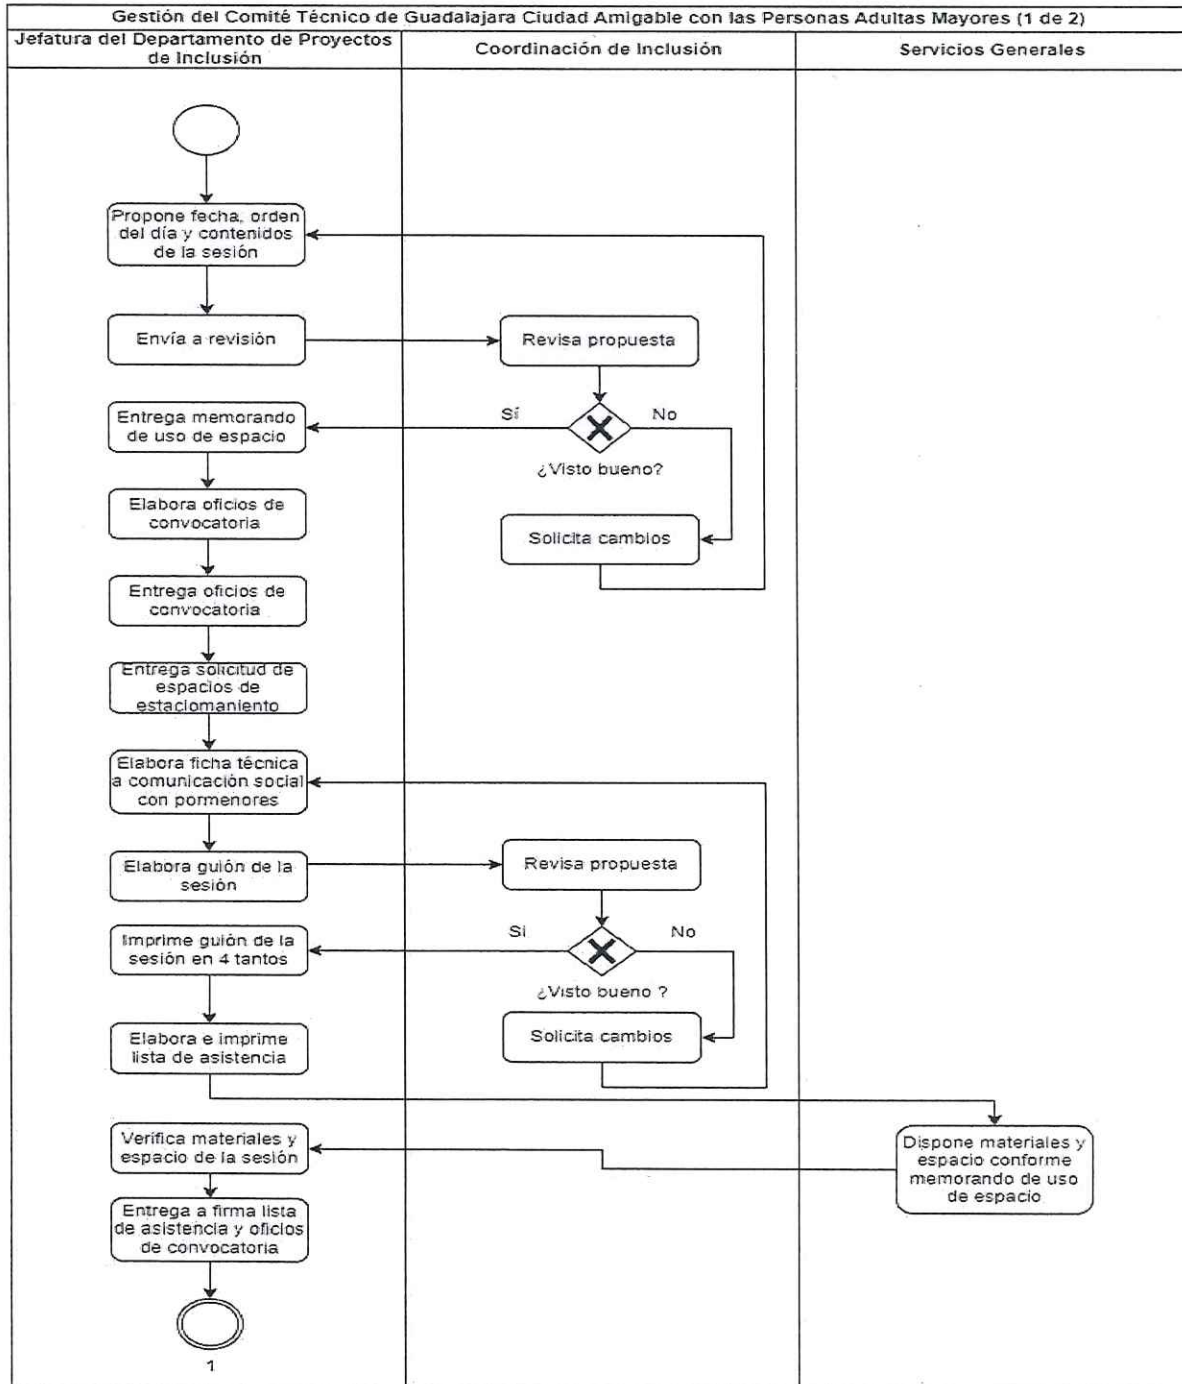 Gestión del Comité Técnico de Guadalajara Ciudad Amigable con las Personas Adultas Mayores (1 de 2)
Jefatura del Departamento de Proyectos
de Inclusión
Coordinación de Inclusión
Servicios Generales
Propone fecha, orden
del día y contenidos
de la sesión
Envía a revisión
Revisa propuesta
Sí
No
¿Visto bueno?
Entrega memorando
de uso de espacio
Elabora oficios de
convocatoria
Solicita cambios
Entrega oficios de
convocatoria
Entrega solicitud de
espacios de
estaciomaniento
Elabora ficha técnica
a comunicación social
con pormenores
Elabora guión de la
sesión
Revisa propuesta
Si
No
¿Visto bueno ?
Imprime guión de la
sesión en 4 tantos
Solicita cambios
Elabora e imprime
lista de asistencia
Dispone materiales y
espacio conforme
memorando de uso
de espacio
Verifica materiales y
espacio de la sesión
Entrega a firma lista
de asistencia y oficios
de convocatoria
1